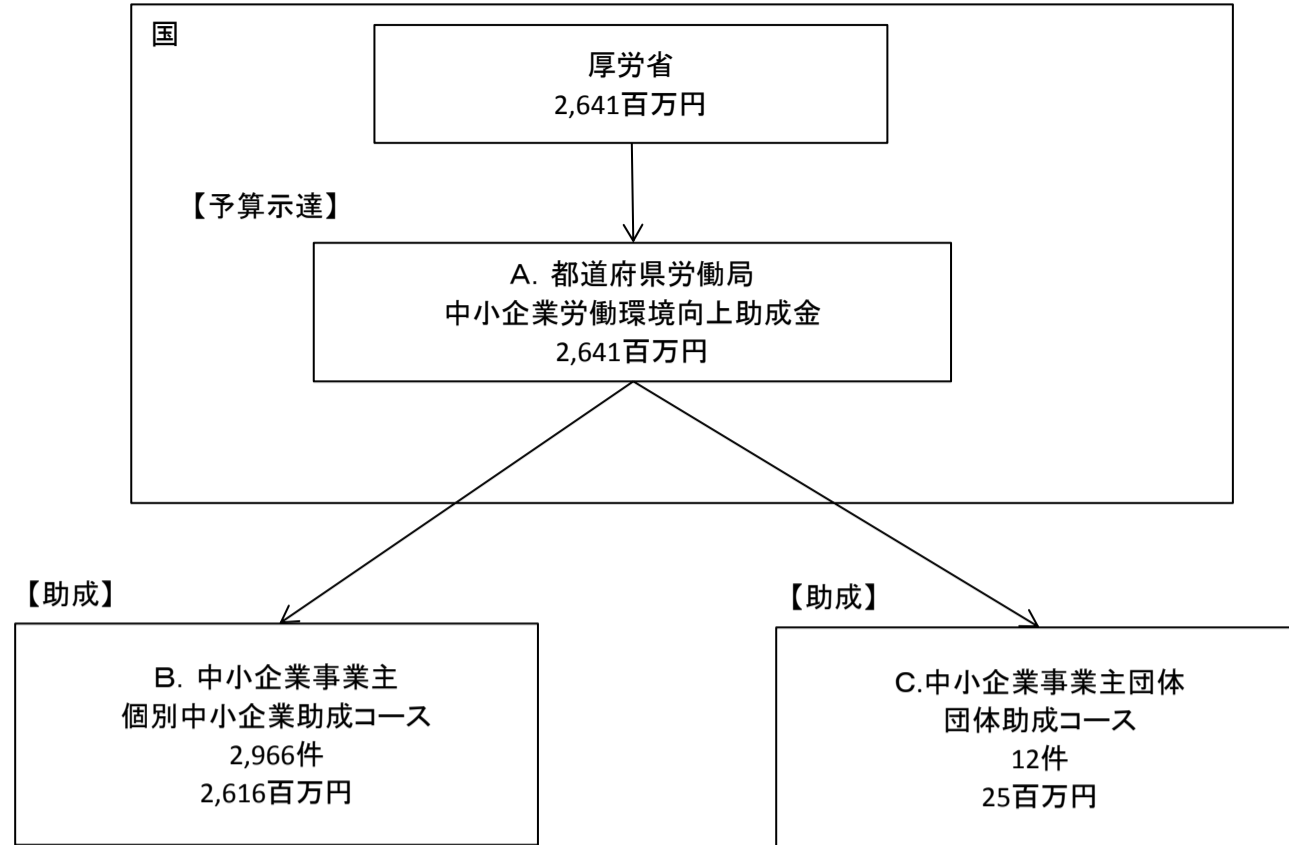 国
厚労省
2,641百万円
【予算示達】
A．都道府県労働局
中小企業労働環境向上助成金
2,641百万円
【助成】
B．中小企業事業主
個別中小企業助成コース
2,966件
2,616百万円
【助成】
C.中小企業事業主団体
団体助成コース
12件
25百万円